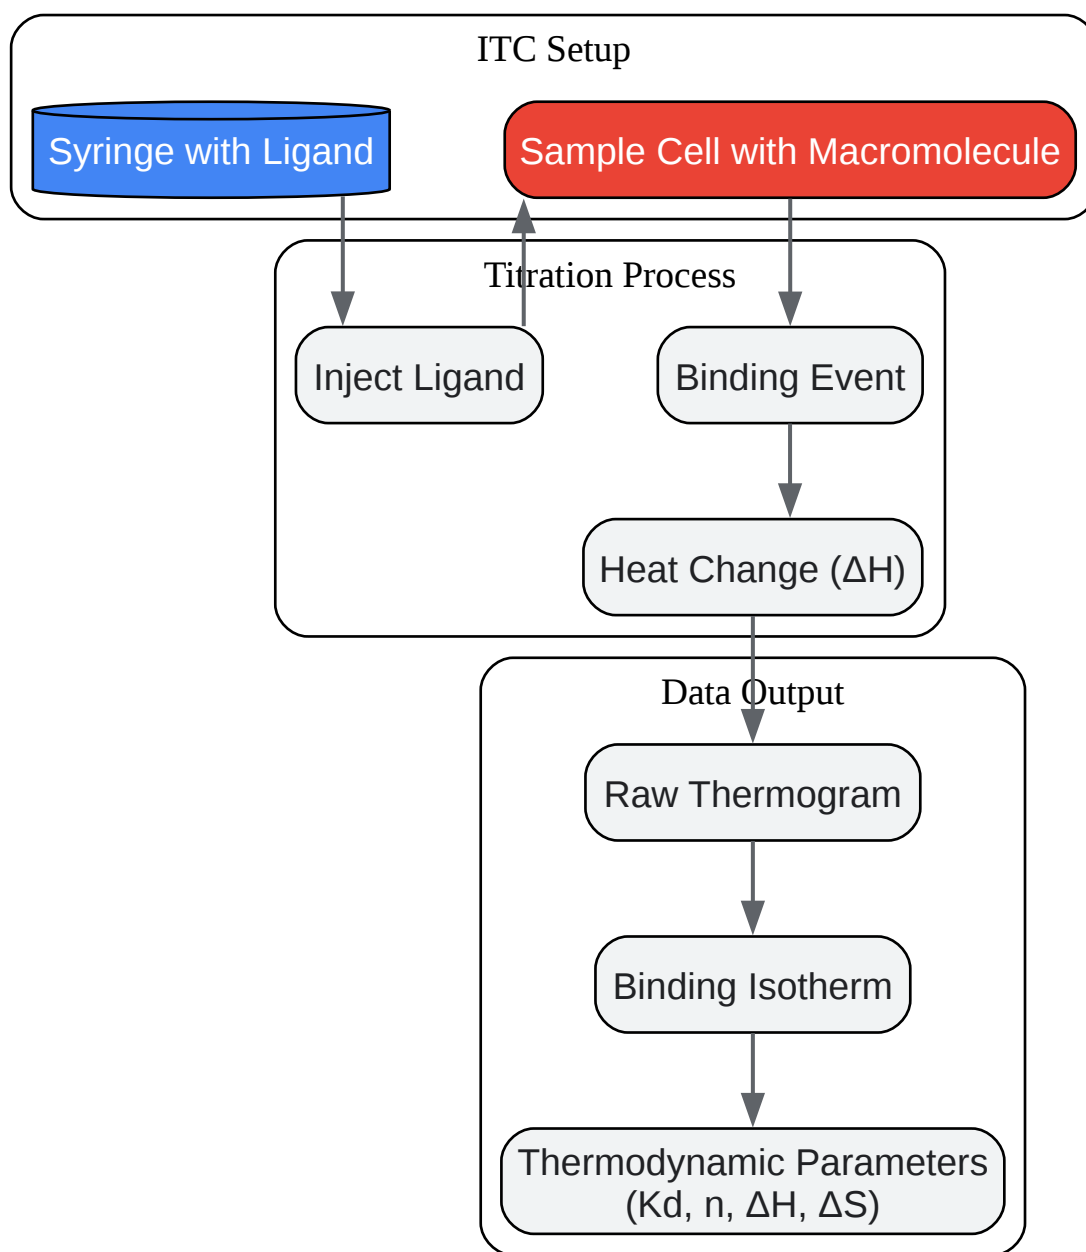 ITC Setup
Syringe with Ligand
Sample Cell with Macromolecule
Titration Process
Inject Ligand
Binding Event
Heat Change (ΔH)
Data Output
Raw Thermogram
Binding Isotherm
Thermodynamic Parameters
(Kd, n, ΔH, ΔS)